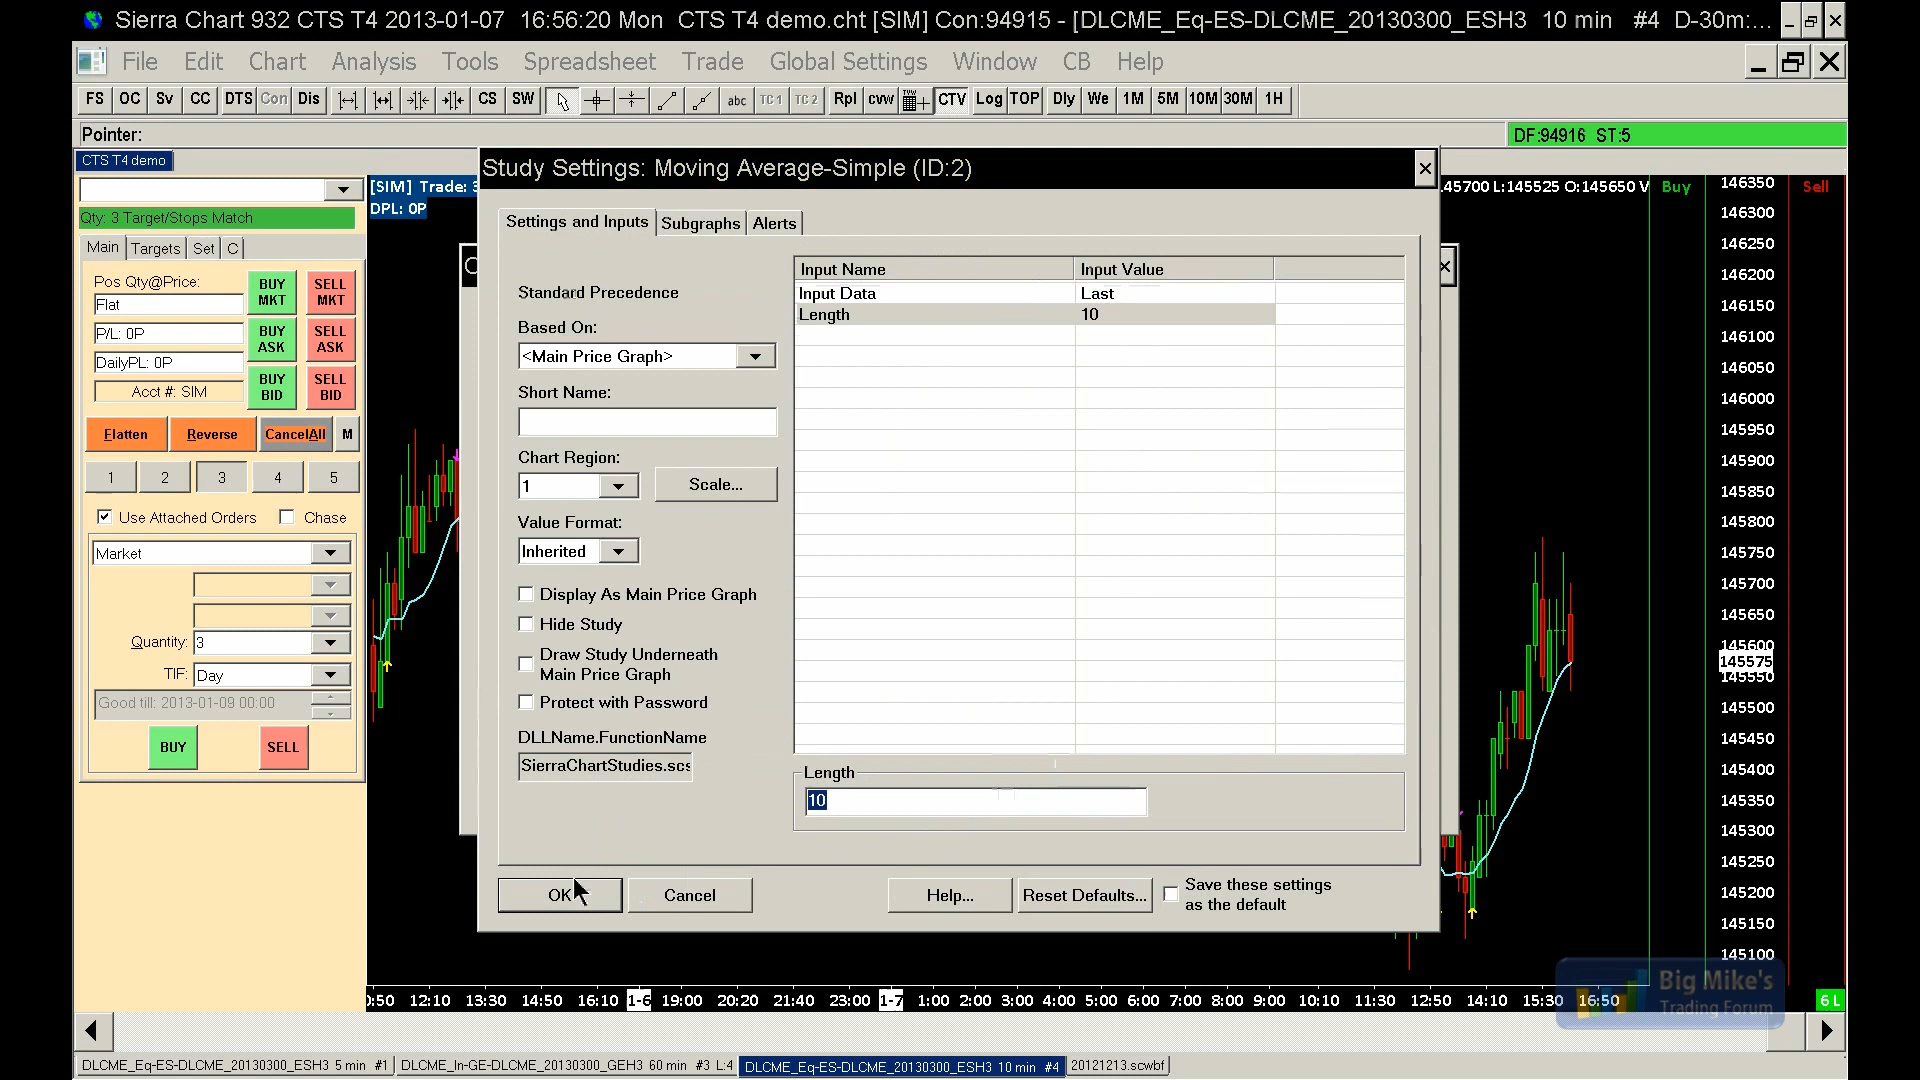 Sierra Chart 932 CTS T4 2013-01-07 16:56:20 Mon CTS T4 demo.cht [SIM] Con:94915 - [DLCME_Eq-ES-DLCME_20130300_ESH3 10 min #4 D-30m:...
File Edit Chart Analysis Tools Spreadsheet Trade Global Settings Window CB Help
FS OC Sv CC DTS Con Dis CS SW abc TC 1 TC 2 Rpl cvw CTV Log TOP Dly We 1M 5M 10M 30M 1H
Pointer:
DF:94916 ST:5
CTS T4 demo
[SIM] Trade: 3
DPL: 0P
Qty: 3 Target/Stops Match
Main Targets Set C
Pos Qty@Price:
Flat
P/L: 0P
DailyPL: 0P
Acct #: SIM
BUY MKT
SELL MKT
BUY ASK
SELL ASK
BUY BID
SELL BID
Flatten Reverse CancelAll M
1 2 3 4 5
Use Attached Orders Chase
Market
Quantity: 3
TIF: Day
Good till: 2013-01-09 00:00
BUY SELL
Study Settings: Moving Average-Simple (ID:2)
Settings and Inputs Subgraphs Alerts
Standard Precedence
Based On:
<Main Price Graph>
Short Name:
Chart Region:
1
Scale...
Value Format:
Inherited
Display As Main Price Graph
Hide Study
Draw Study Underneath
Main Price Graph
Protect with Password
DLLName.FunctionName
SierraChartStudies.scs
Input Name Input Value
Input Data Last
Length 10
Length
10
OK Cancel Help... Reset Defaults... Save these settings
as the default
45700 L:145525 O:145650 V
Buy
Sell
146350
146300
146250
146200
146150
146100
146050
146000
145950
145900
145850
145800
145750
145700
145650
145600
145575
145550
145500
145450
145400
145350
145300
145250
145200
145150
145100
:50 12:10 13:30 14:50 16:10 1-6 19:00 20:20 21:40 23:00 1-7 1:00 2:00 3:00 4:00 5:00 6:00 7:00 8:00 9:00 10:10 11:30 12:50 14:10 15:30 16:50
6 L
Big Mike's
Trading Forum
DLCME_Eq-ES-DLCME_20130300_ESH3 5 min #1 DLCME_In-GE-DLCME_20130300_GEH3 60 min #3 L:4 DLCME_Eq-ES-DLCME_20130300_ESH3 10 min #4 20121213.scwbf